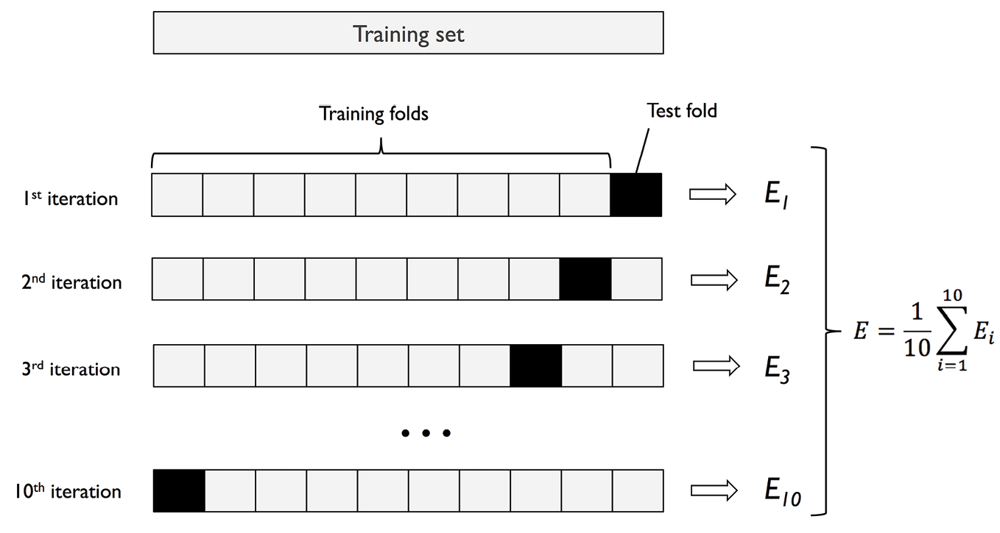 Training set
Training folds
Test fold
1st iteration
E1
2nd iteration
E2
3rd iteration
E3
E = 1/10 ∑_{i=1}^{10} Ei
• • •
10th iteration
E10